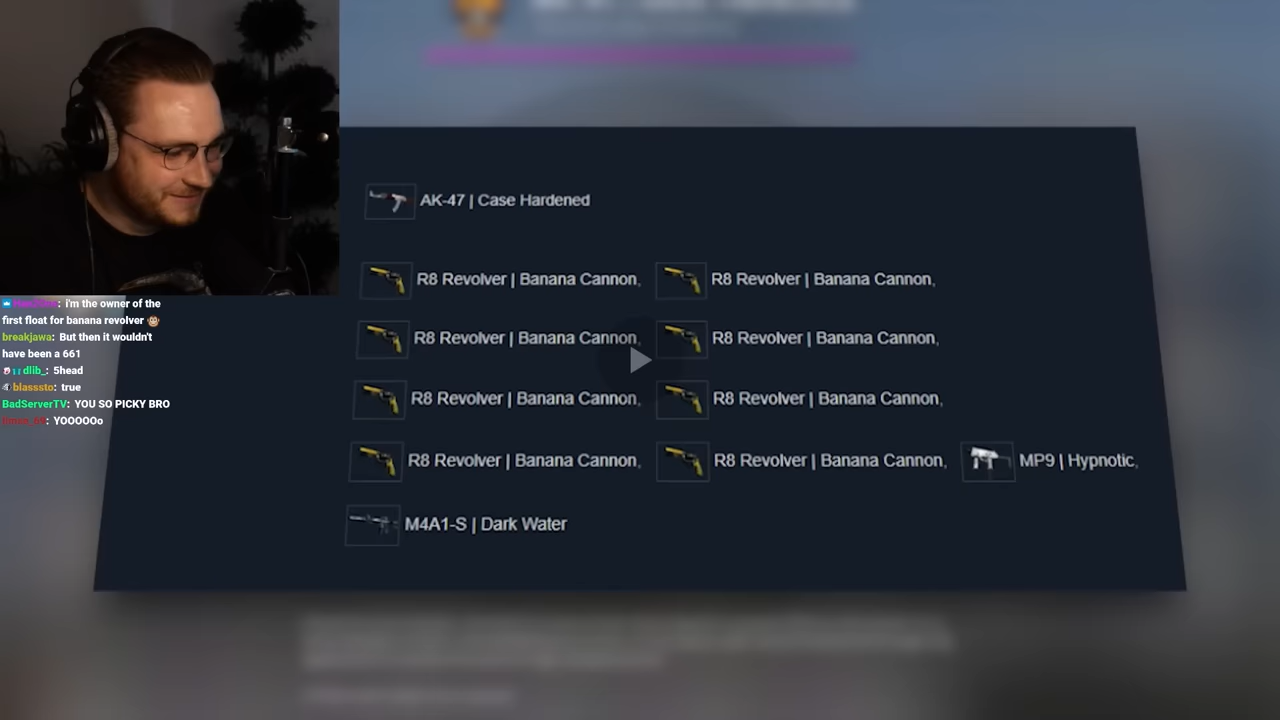 AK-47 | Case Hardened
R8 Revolver | Banana Cannon, R8 Revolver | Banana Cannon,
R8 Revolver | Banana Cannon, R8 Revolver | Banana Cannon,
R8 Revolver | Banana Cannon, R8 Revolver | Banana Cannon,
R8 Revolver | Banana Cannon, R8 Revolver | Banana Cannon, MP9 | Hypnotic,
M4A1-S | Dark Water
: i'm the owner of the
first float for banana revolver
breakjawa: But then it wouldn't
have been a 661
dlib_: 5head
blasssto: true
BadServerTV: YOU SO PICKY BRO
: YOOOOOo